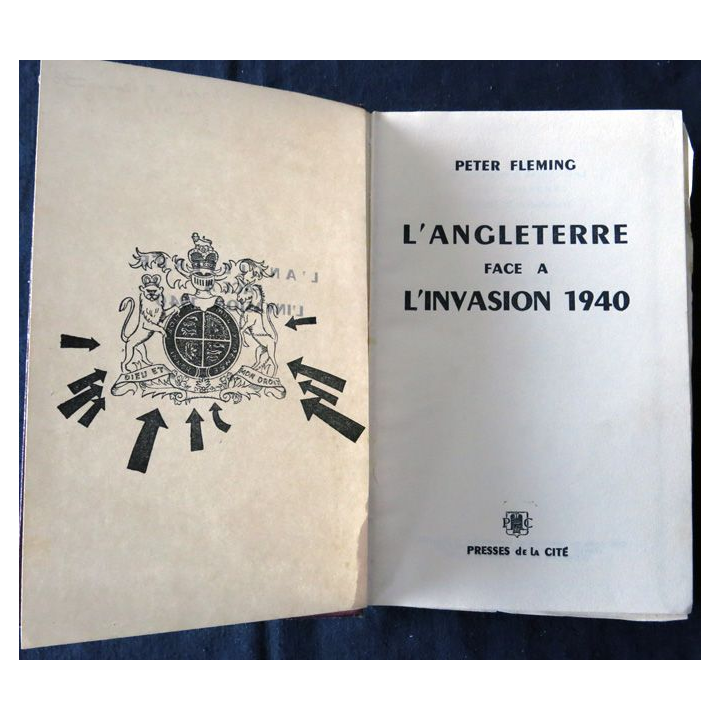 DIEU ET MON DROIT
PETER FLEMING
L'ANGLETERRE
FACE A
L'INVASION 1940
P C
PRESSES de la CITÉ